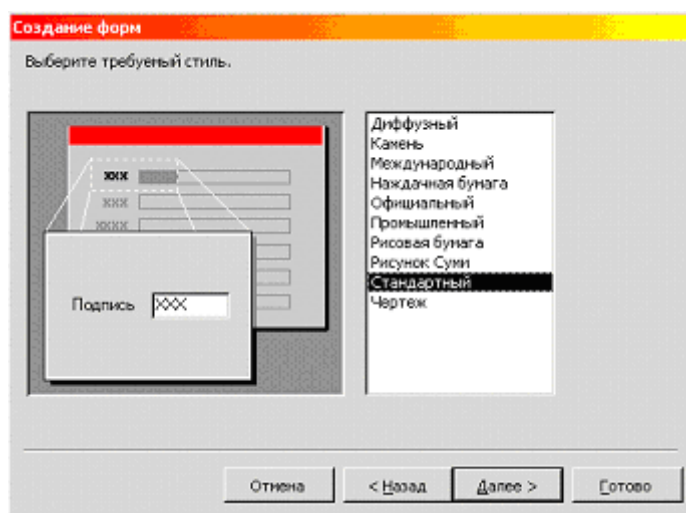 Создание форм
Выберите требуемый стиль.
xxx
xxx
xxxx
Подпись XXX
Диффузный
Камень
Международный
Наждачная бумага
Официальный
Промышленный
Рисовая бумага
Рисунок Суми
Стандартный
Чертеж
Отмена
< Назад
Далее >
Готово